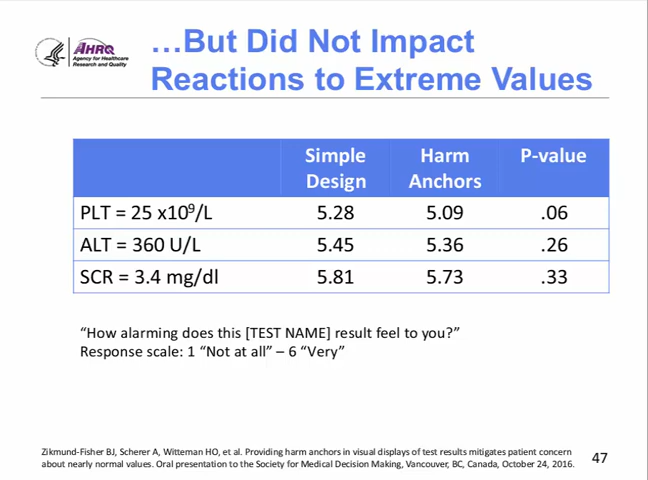 AHRQ
Agency for Healthcare
Research and Quality
…But Did Not Impact
Reactions to Extreme Values
Simple Design Harm Anchors P-value
PLT = 25 x10⁹/L 5.28 5.09 .06
ALT = 360 U/L 5.45 5.36 .26
SCR = 3.4 mg/dl 5.81 5.73 .33
“How alarming does this [TEST NAME] result feel to you?”
Response scale: 1 “Not at all” – 6 “Very”
Zikmund-Fisher BJ, Scherer A, Witteman HO, et al. Providing harm anchors in visual displays of test results mitigates patient concern
about nearly normal values. Oral presentation to the Society for Medical Decision Making, Vancouver, BC, Canada, October 24, 2016.
47